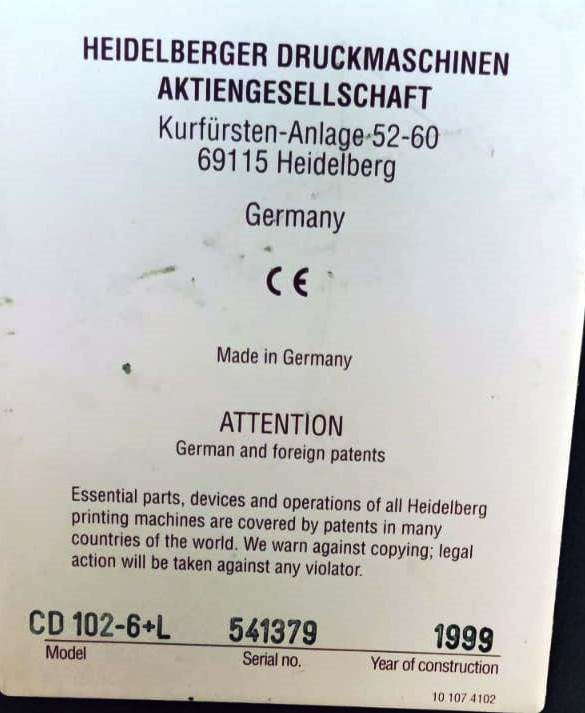 HEIDELBERGER DRUCKMASCHINEN
AKTIENGESELLSCHAFT
Kurfürsten-Anlage 52-60
69115 Heidelberg
Germany
CE
Made in Germany
ATTENTION
German and foreign patents
Essential parts, devices and operations of all Heidelberg
printing machines are covered by patents in many
countries of the world. We warn against copying; legal
action will be taken against any violator.
CD 102-6+L 541379 1999
Model Serial no. Year of construction
10 107 4102